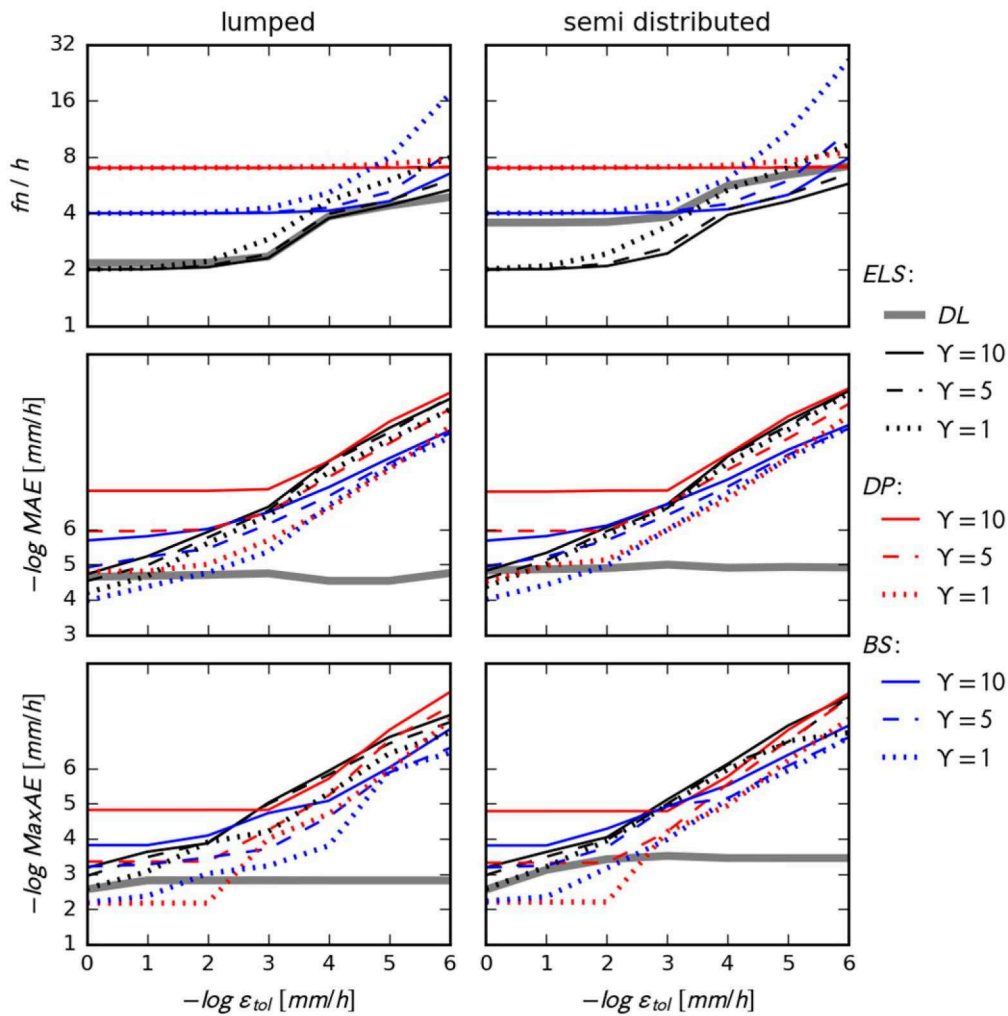 lumped
semi distributed
32
16
8
4
2
1
fn / h
ELS:
DL
ϒ = 10
ϒ = 5
ϒ = 1
6
5
4
3
−log MAE [mm/h]
DP:
ϒ = 10
ϒ = 5
ϒ = 1
BS:
ϒ = 10
ϒ = 5
ϒ = 1
6
5
4
3
2
1
−log MaxAE [mm/h]
0 1 2 3 4 5 6
0 1 2 3 4 5 6
−log ε_tol [mm/h]
−log ε_tol [mm/h]